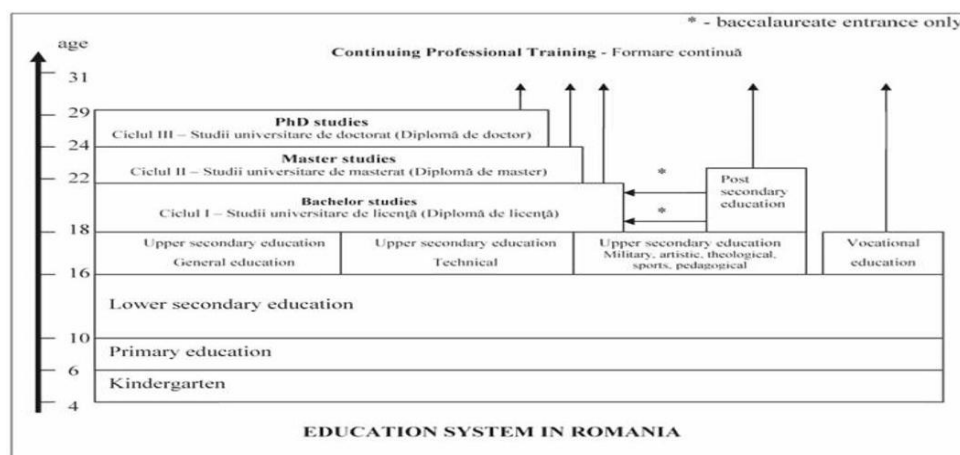 * - baccalaureate entrance only
age
Continuing Professional Training - Formare continuă
31
29
PhD studies
Ciclul III – Studii universitare de doctorat (Diplomă de doctor)
24
Master studies
Ciclul II – Studii universitare de masterat (Diplomă de master)
22
*
Post
secondary
education
Bachelor studies
Ciclul I – Studii universitare de licenţă (Diplomă de licenţă)
*
18
Upper secondary education
General education
Upper secondary education
Technical
Upper secondary education
Military, artistic, theological,
sports, pedagogical
Vocational
education
16
Lower secondary education
10
Primary education
6
Kindergarten
4
EDUCATION SYSTEM IN ROMANIA